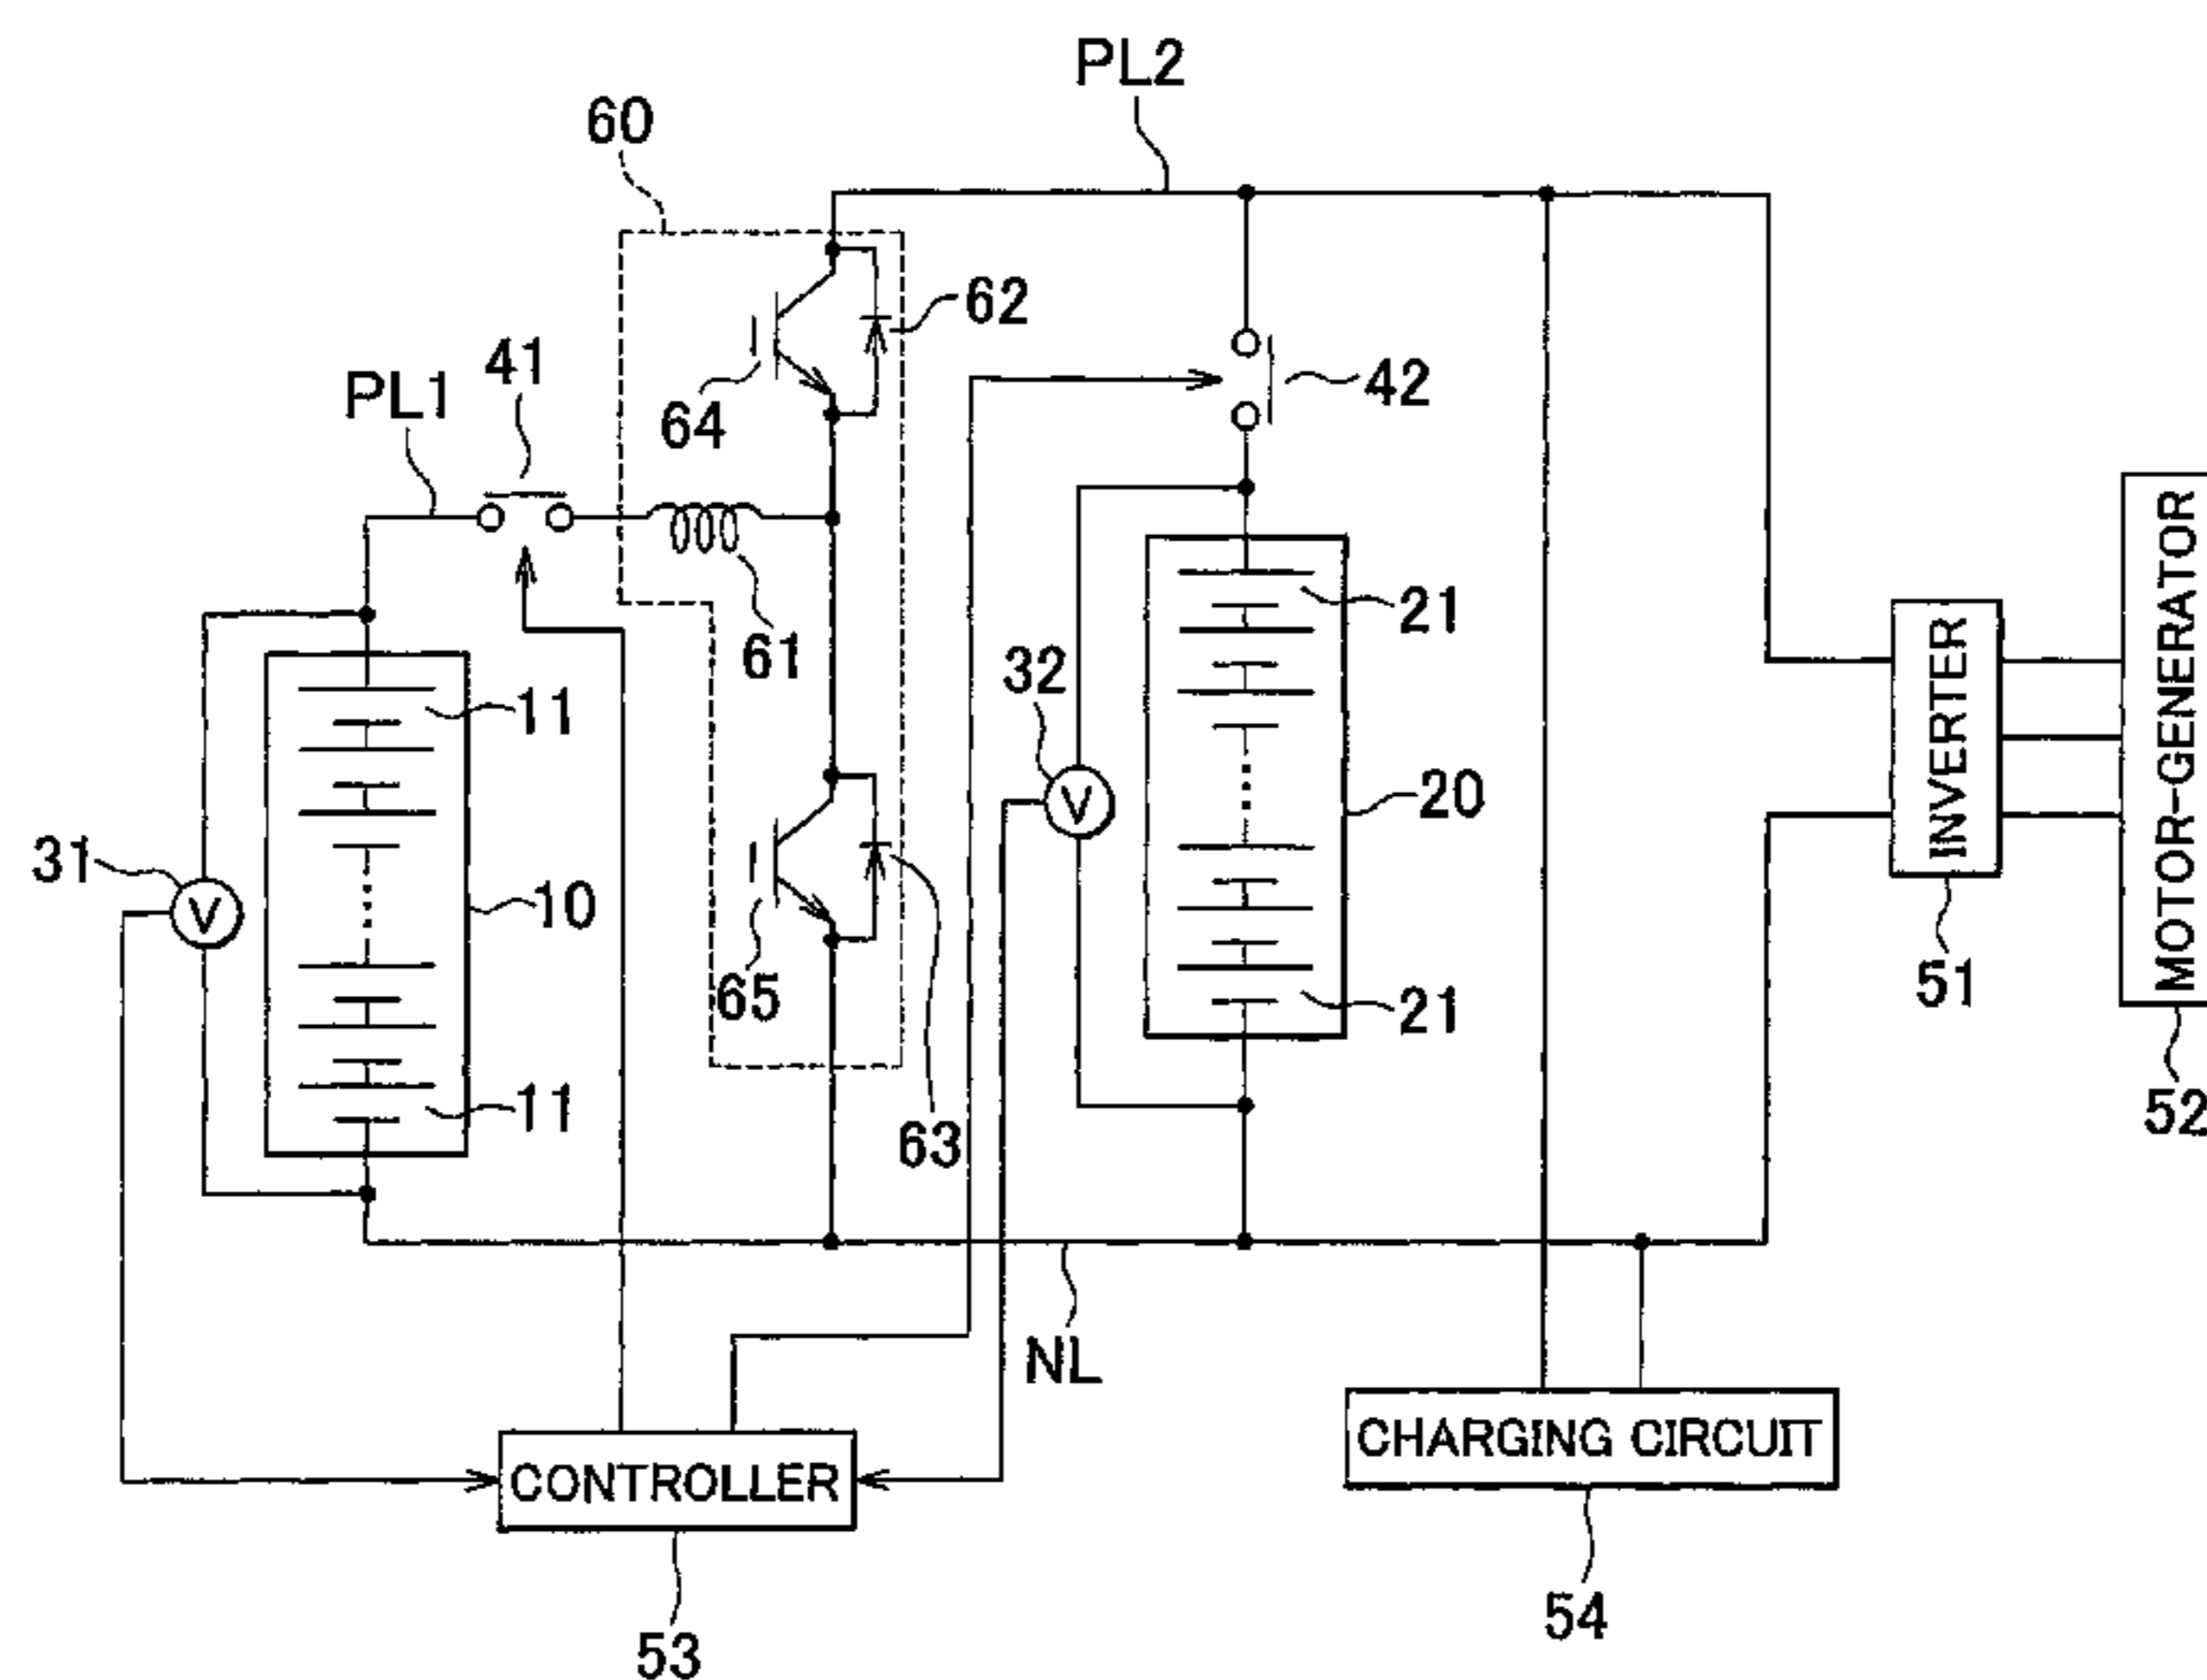 PL2
60
62
41
PL1
64
42
61
21
32
11
31
V
V
10
20
65
21
11
63
INVERTER
MOTOR-GENERATOR
51
52
NL
CONTROLLER
CHARGING CIRCUIT
53
54